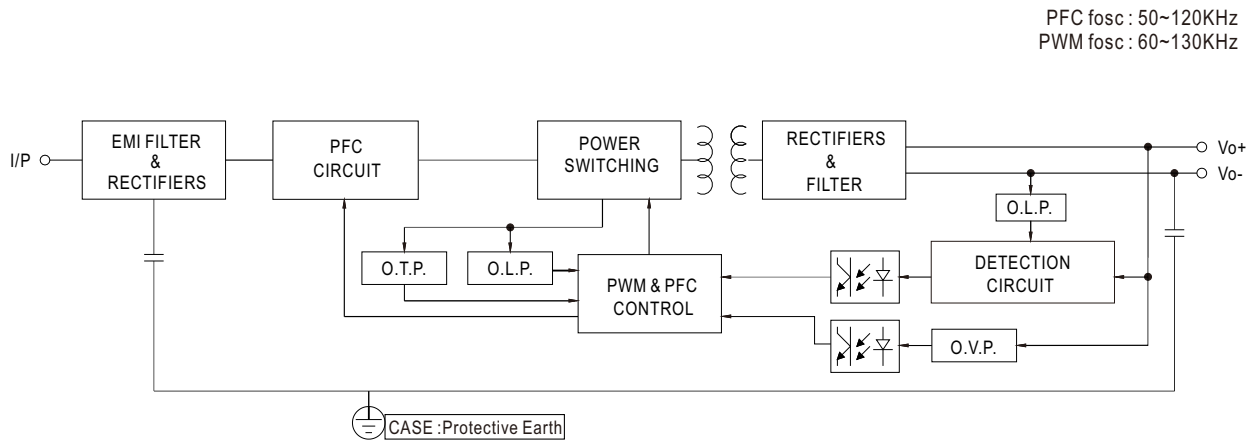 PFC fosc : 50~120KHz
PWM fosc : 60~130KHz
I/P
EMI FILTER
&
RECTIFIERS
PFC
CIRCUIT
POWER
SWITCHING
RECTIFIERS
&
FILTER
Vo+
Vo-
O.L.P.
O.T.P.
O.L.P.
PWM & PFC
CONTROL
DETECTION
CIRCUIT
O.V.P.
CASE :Protective Earth